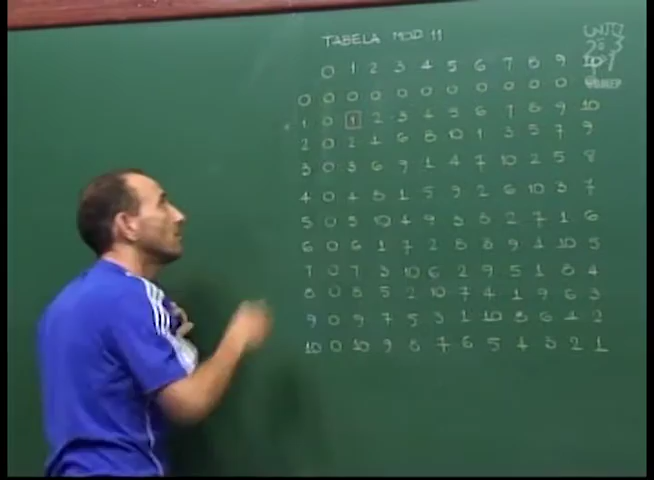 TABELA MOD 11
0 1 2 3 4 5 6 7 8 9 10
0 0 0 0 0 0 0 0 0 0 0 0
1 0 1 2 3 4 5 6 7 8 9 10
2 0 2 4 6 8 10 1 3 5 7 9
3 0 3 6 9 1 4 7 10 2 5 8
4 0 4 8 1 5 9 2 6 10 3 7
5 0 5 10 4 9 3 8 2 7 1 6
6 0 6 1 7 2 8 3 9 4 10 5
7 0 7 3 10 6 2 9 5 1 8 4
8 0 8 5 2 10 7 4 1 9 6 3
9 0 9 7 5 3 1 10 8 6 4 2
10 0 10 9 8 7 6 5 4 3 2 1